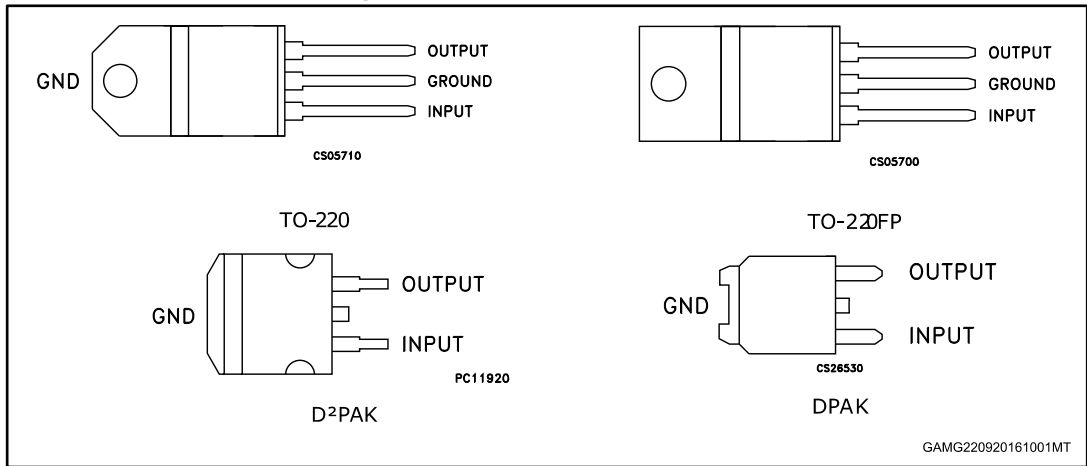 GND
OUTPUT
GROUND
INPUT
CS05710
TO-220
OUTPUT
GROUND
INPUT
CS05700
TO-220FP
GND
OUTPUT
INPUT
PC11920
D²PAK
GND
OUTPUT
INPUT
CS26530
DPAK
GAMG220920161001MT